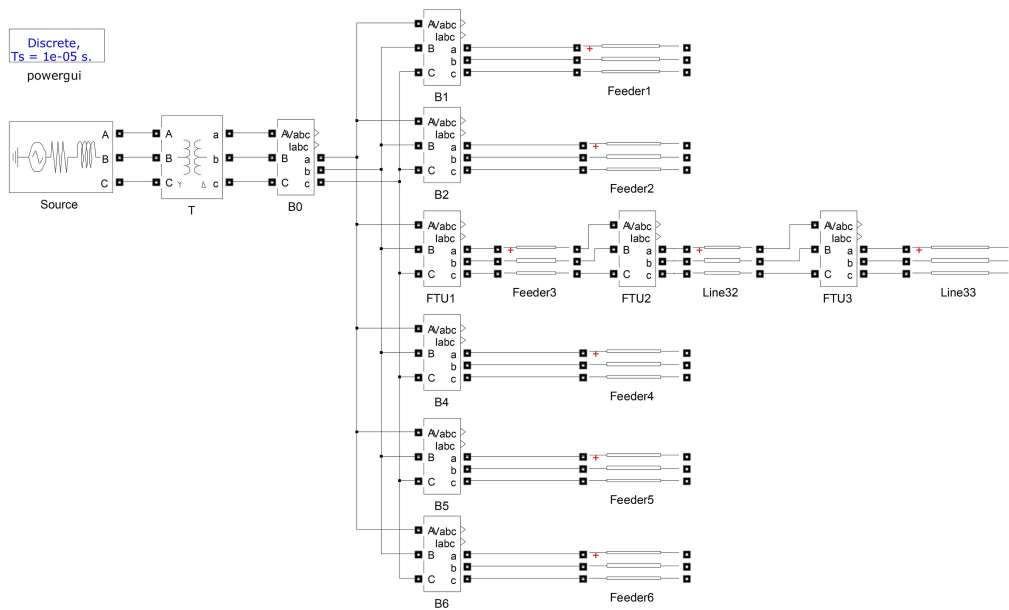 Discrete,
Ts = 1e-05 s.
powergui
A
B
C
Source
A
B
C
a
b
c
Y
Δ
T
A
B
C
Vabc
Iabc
a
b
c
B0
A
B
C
Vabc
Iabc
a
b
c
B1
+
Feeder1
A
B
C
Vabc
Iabc
a
b
c
B2
+
Feeder2
A
B
C
Vabc
Iabc
a
b
c
FTU1
+
Feeder3
A
B
C
Vabc
Iabc
a
b
c
FTU2
+
Line32
A
B
C
Vabc
Iabc
a
b
c
FTU3
+
Line33
A
B
C
Vabc
Iabc
a
b
c
B4
+
Feeder4
A
B
C
Vabc
Iabc
a
b
c
B5
+
Feeder5
A
B
C
Vabc
Iabc
a
b
c
B6
+
Feeder6